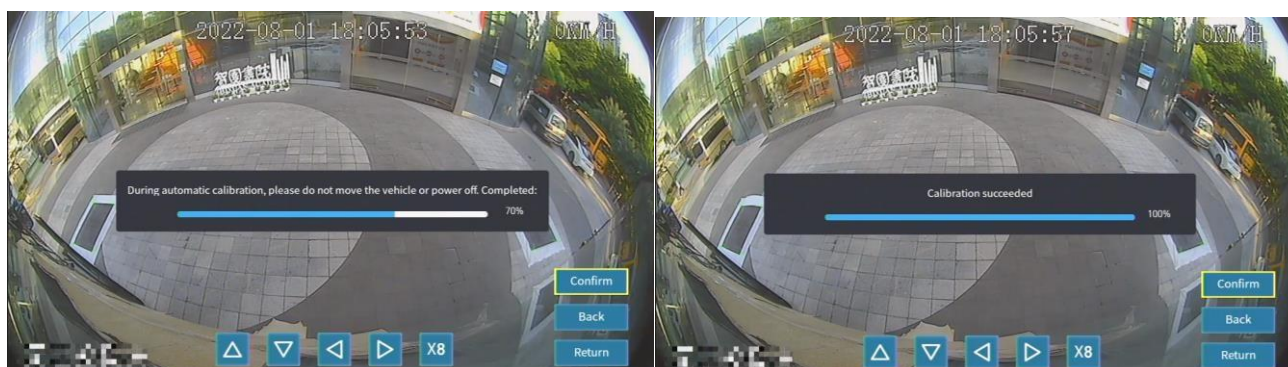 2022-08-01 18:05:53
0KM/H
During automatic calibration, please do not move the vehicle or power off. Completed:
70%
Confirm
Back
X8
Return
2022-08-01 18:05:57
0KM/H
Calibration succeeded
100%
Confirm
Back
X8
Return